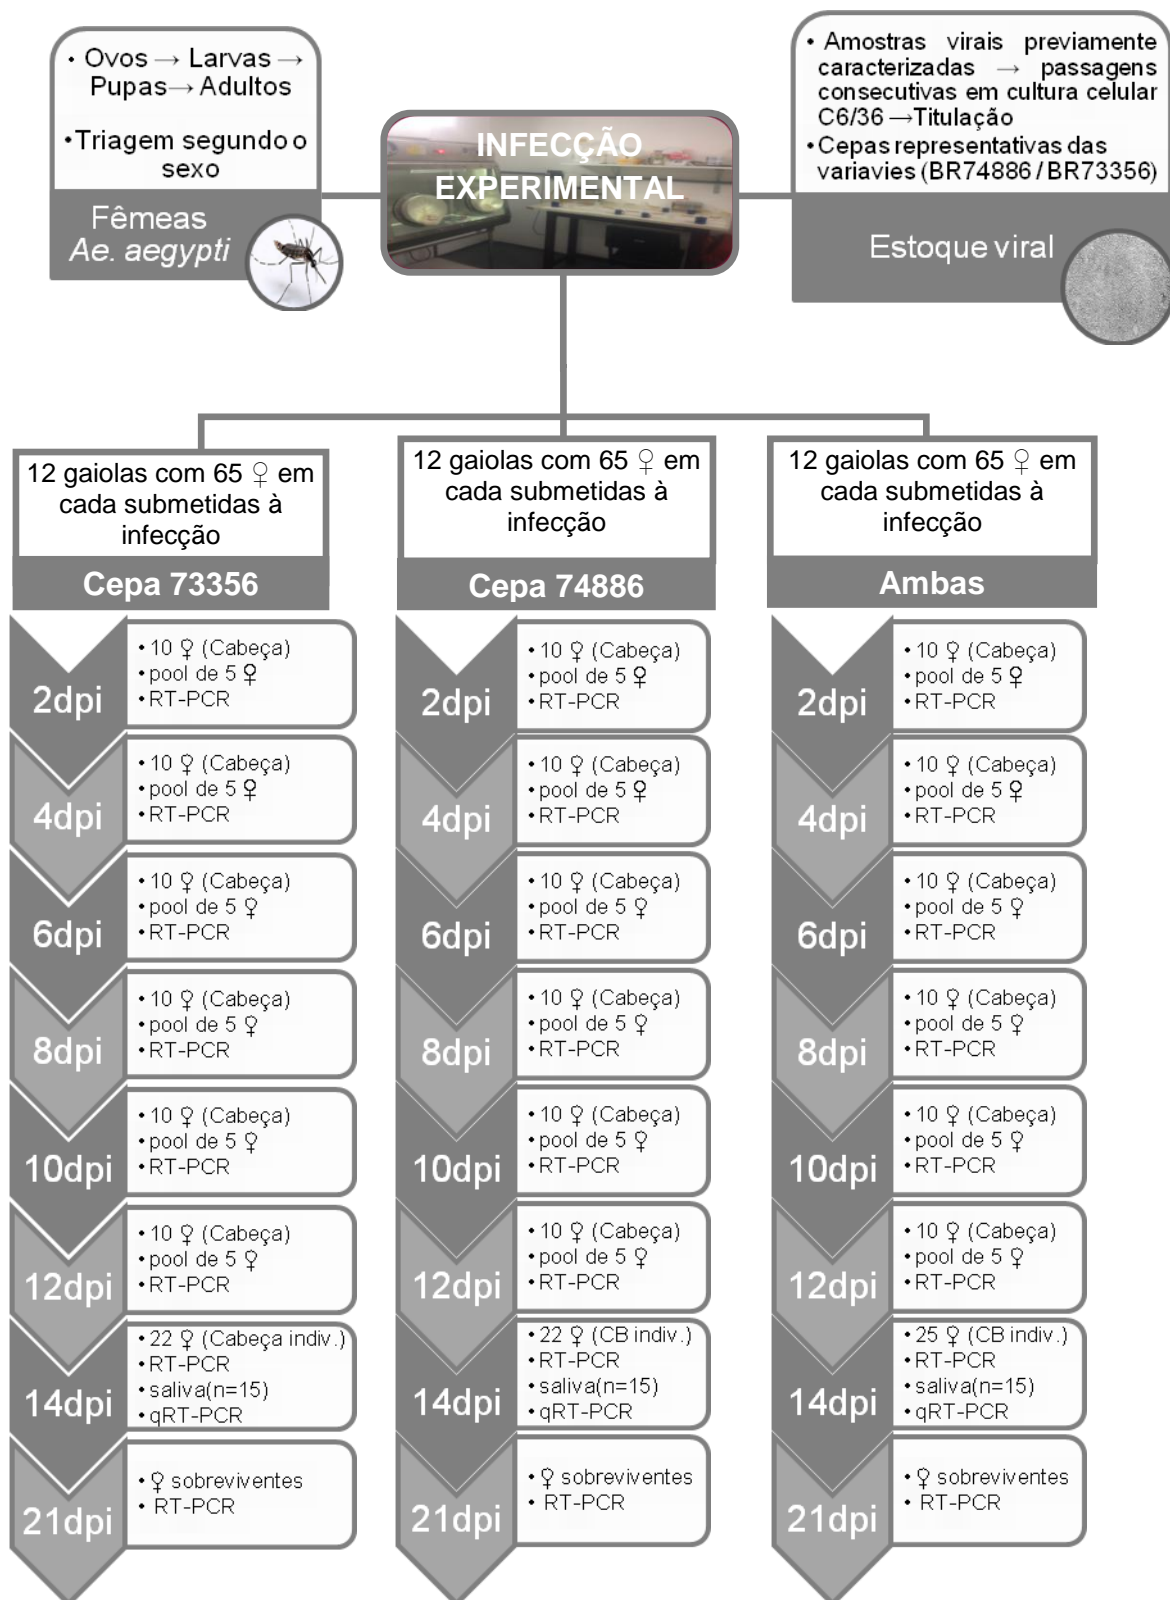 • Ovos → Larvas →
Pupas→ Adultos
•Triagem segundo o
sexo
Fêmeas
Ae. aegypti
INFECÇÃO
EXPERIMENTAL
• Amostras virais previamente
caracterizadas → passagens
consecutivas em cultura celular
C6/36 →Titulação
• Cepas representativas das
variavies (BR74886 / BR73356)
Estoque viral
12 gaiolas com 65 ♀ em
cada submetidas à
infecção
Cepa 73356
2dpi
• 10 ♀ (Cabeça)
• pool de 5 ♀
• RT-PCR
4dpi
• 10 ♀ (Cabeça)
• pool de 5 ♀
• RT-PCR
6dpi
• 10 ♀ (Cabeça)
• pool de 5 ♀
• RT-PCR
8dpi
• 10 ♀ (Cabeça)
• pool de 5 ♀
• RT-PCR
10dpi
• 10 ♀ (Cabeça)
• pool de 5 ♀
• RT-PCR
12dpi
• 10 ♀ (Cabeça)
• pool de 5 ♀
• RT-PCR
14dpi
• 22 ♀ (Cabeça indiv.)
• RT-PCR
• saliva(n=15)
• qRT-PCR
21dpi
• ♀ sobreviventes
• RT-PCR
12 gaiolas com 65 ♀ em
cada submetidas à
infecção
Cepa 74886
2dpi
• 10 ♀ (Cabeça)
• pool de 5 ♀
• RT-PCR
4dpi
• 10 ♀ (Cabeça)
• pool de 5 ♀
• RT-PCR
6dpi
• 10 ♀ (Cabeça)
• pool de 5 ♀
• RT-PCR
8dpi
• 10 ♀ (Cabeça)
• pool de 5 ♀
• RT-PCR
10dpi
• 10 ♀ (Cabeça)
• pool de 5 ♀
• RT-PCR
12dpi
• 10 ♀ (Cabeça)
• pool de 5 ♀
• RT-PCR
14dpi
• 22 ♀ (CB indiv.)
• RT-PCR
• saliva(n=15)
• qRT-PCR
21dpi
• ♀ sobreviventes
• RT-PCR
12 gaiolas com 65 ♀ em
cada submetidas à
infecção
Ambas
2dpi
• 10 ♀ (Cabeça)
• pool de 5 ♀
• RT-PCR
4dpi
• 10 ♀ (Cabeça)
• pool de 5 ♀
• RT-PCR
6dpi
• 10 ♀ (Cabeça)
• pool de 5 ♀
• RT-PCR
8dpi
• 10 ♀ (Cabeça)
• pool de 5 ♀
• RT-PCR
10dpi
• 10 ♀ (Cabeça)
• pool de 5 ♀
• RT-PCR
12dpi
• 10 ♀ (Cabeça)
• pool de 5 ♀
• RT-PCR
14dpi
• 25 ♀ (CB indiv.)
• RT-PCR
• saliva(n=15)
• qRT-PCR
21dpi
• ♀ sobreviventes
• RT-PCR